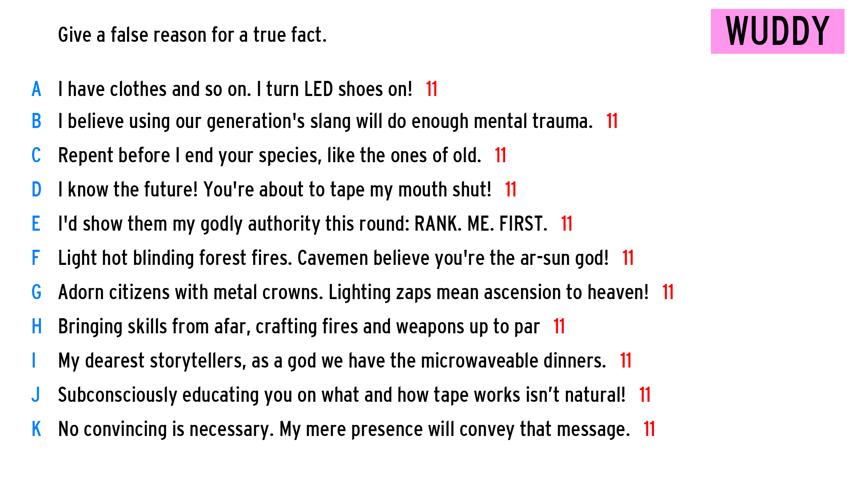 Give a false reason for a true fact.
WUDDY
A I have clothes and so on. I turn LED shoes on! 11
B I believe using our generation's slang will do enough mental trauma. 11
C Repent before I end your species, like the ones of old. 11
D I know the future! You're about to tape my mouth shut! 11
E I'd show them my godly authority this round: RANK. ME. FIRST. 11
F Light hot blinding forest fires. Cavemen believe you're the ar-sun god! 11
G Adorn citizens with metal crowns. Lighting zaps mean ascension to heaven! 11
H Bringing skills from afar, crafting fires and weapons up to par 11
I My dearest storytellers, as a god we have the microwaveable dinners. 11
J Subconsciously educating you on what and how tape works isn’t natural! 11
K No convincing is necessary. My mere presence will convey that message. 11